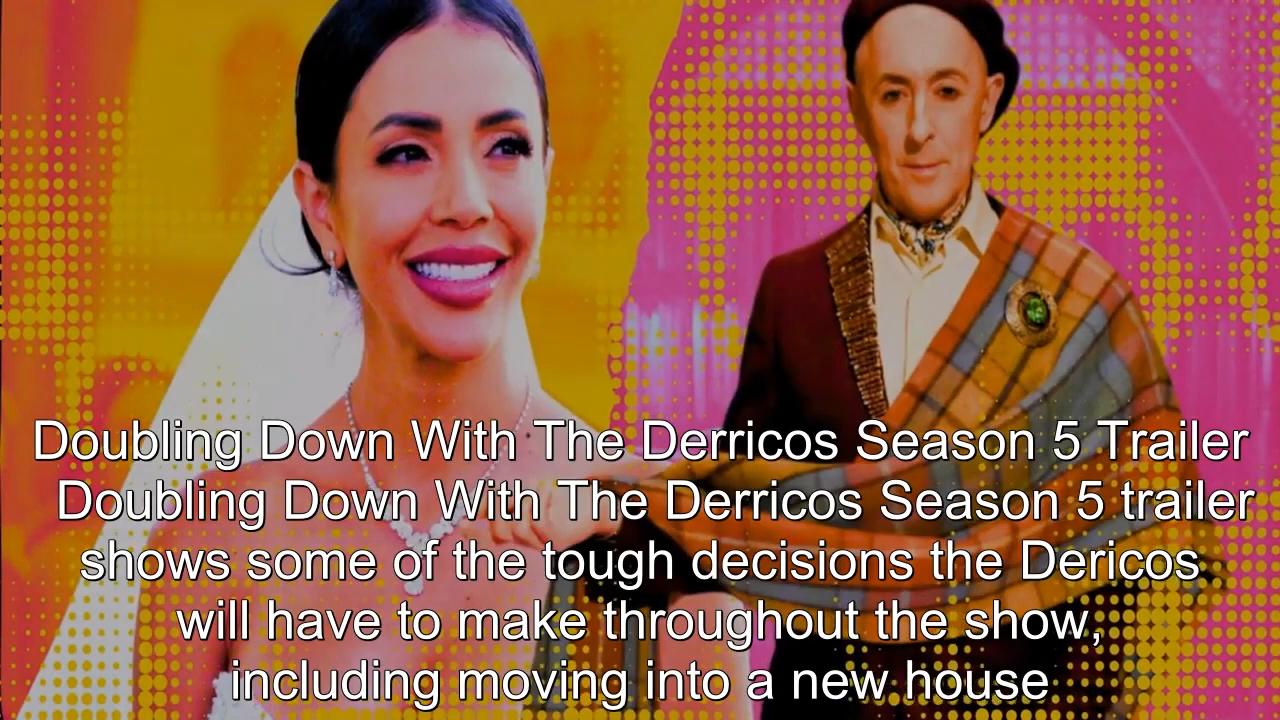 Doubling Down With The Derricos Season 5 Trailer
Doubling Down With The Derricos Season 5 trailer
shows some of the tough decisions the Dericos
will have to make throughout the show,
including moving into a new house